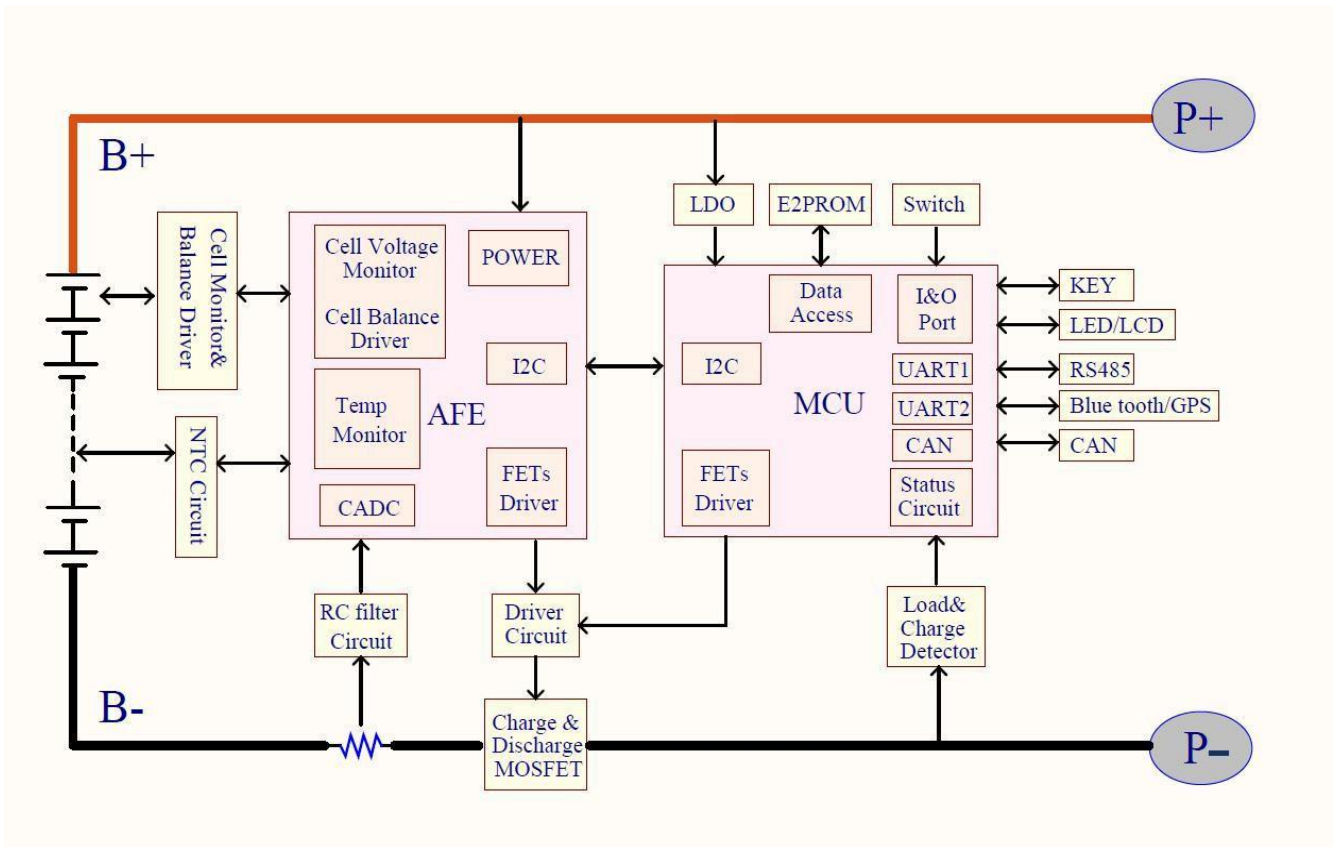 P+
B+
LDO
E2PROM
Switch
Cell Monitor&
Balance Driver
Cell Voltage
Monitor
Cell Balance
Driver
POWER
I2C
AFE
Temp
Monitor
CADC
FETs
Driver
Data
Access
I&O
Port
I2C
MCU
UART1
UART2
CAN
Status
Circuit
FETs
Driver
KEY
LED/LCD
RS485
Blue tooth/GPS
CAN
NTC Circuit
RC filter
Circuit
Driver
Circuit
Load&
Charge
Detector
B-
Charge &
Discharge
MOSFET
P-